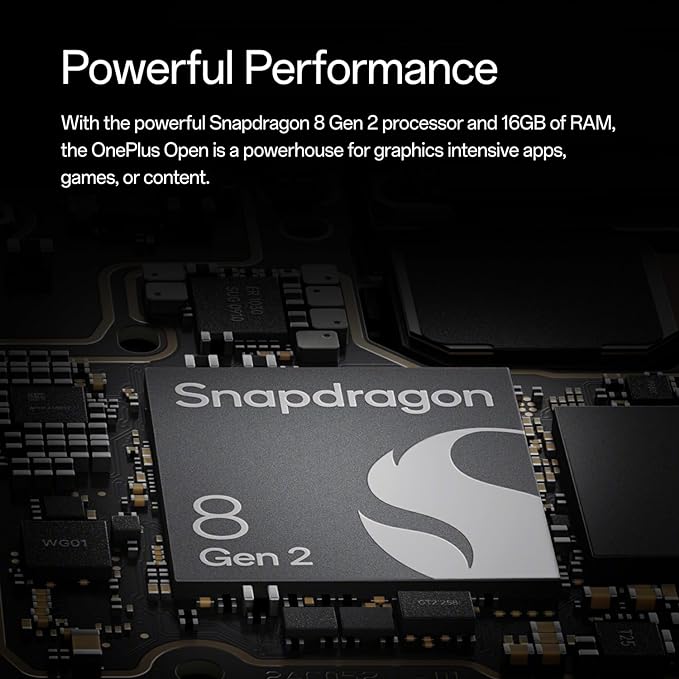 Powerful Performance
With the powerful Snapdragon 8 Gen 2 processor and 16GB of RAM,
the OnePlus Open is a powerhouse for graphics intensive apps,
games, or content.
Snapdragon
8
Gen 2
WG01
T25